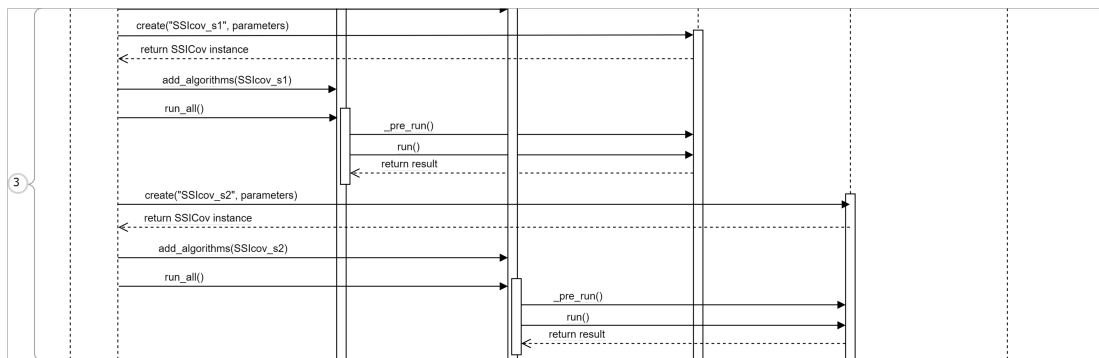 create("SSIcov_s1", parameters)
return SSICov instance
add_algorithms(SSIcov_s1)
run_all()
_pre_run()
run()
return result
3
create("SSIcov_s2", parameters)
return SSICov instance
add_algorithms(SSIcov_s2)
run_all()
_pre_run()
run()
return result